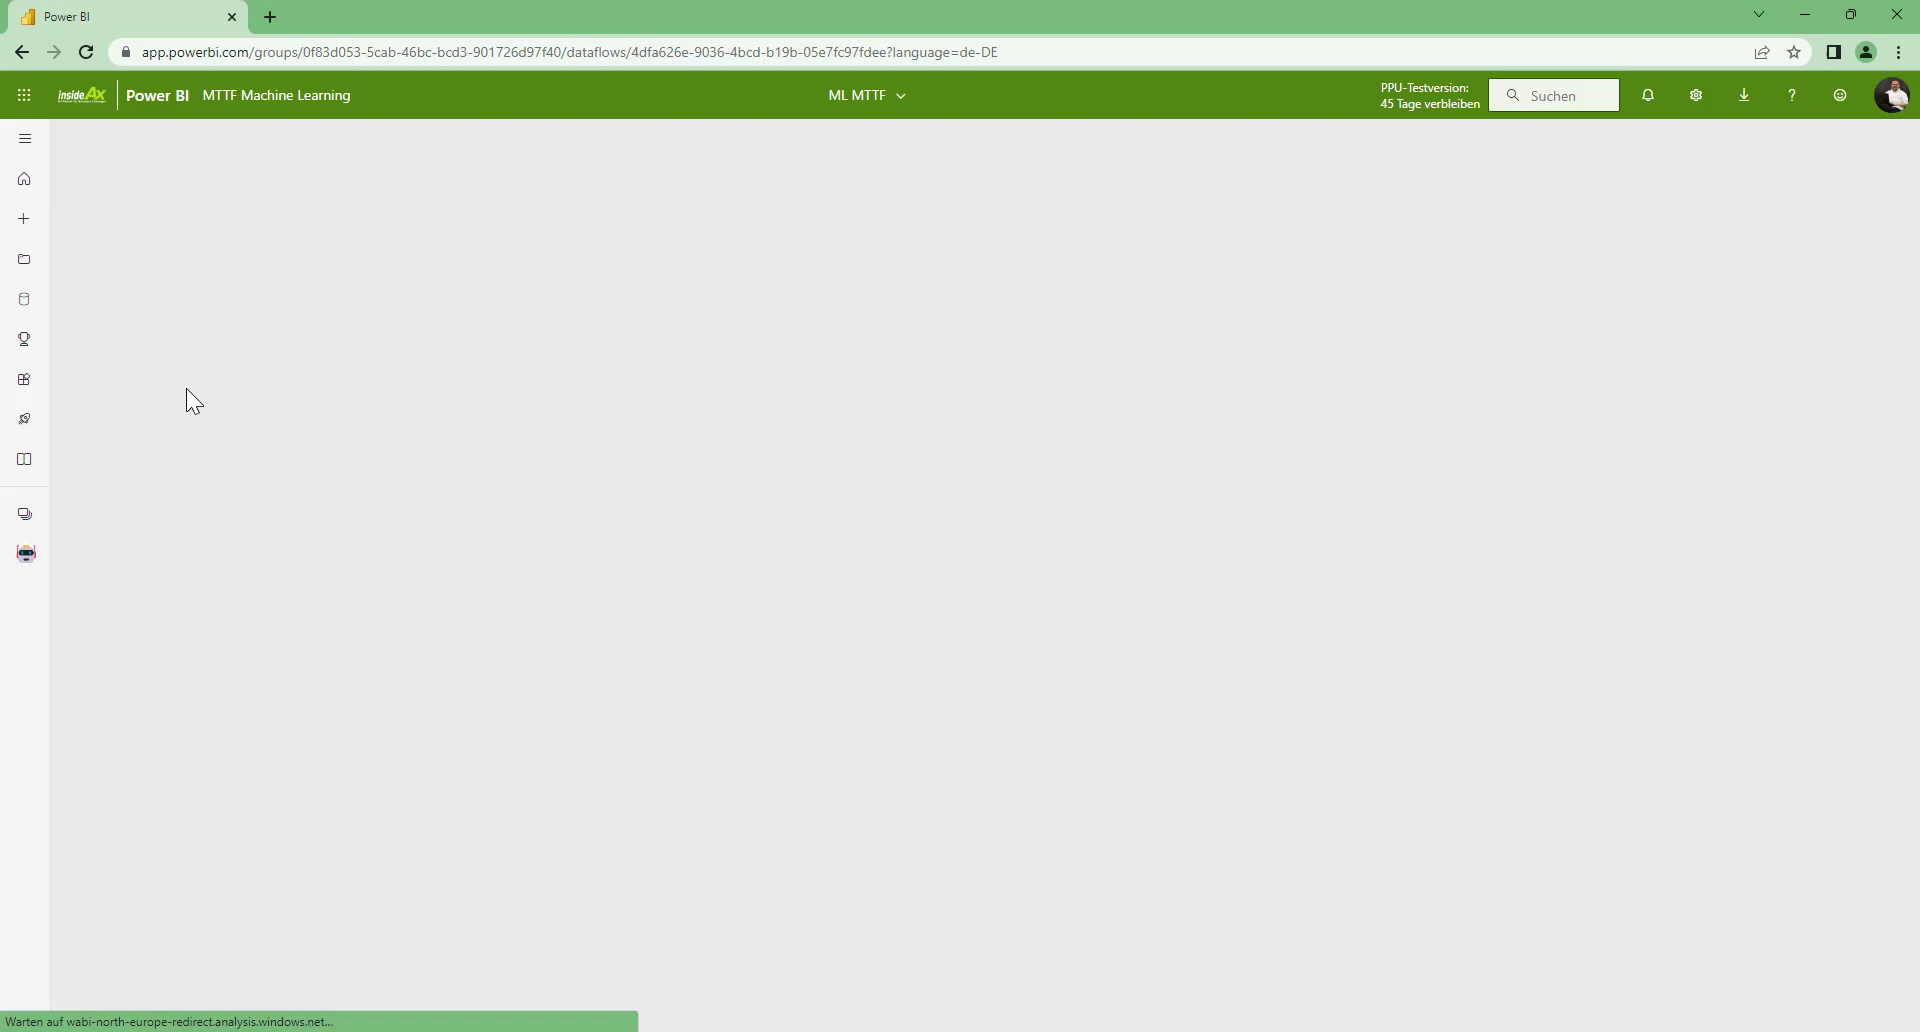 Power BI
app.powerbi.com/groups/0f83d053-5cab-46bc-bcd3-901726d97f40/dataflows/4dfa626e-9036-4bcd-b19b-05e7fc97fdee?language=de-DE
insideAx
Power BI MTTF Machine Learning
ML MTTF
PPU-Testversion:
45 Tage verbleiben
Suchen
Warten auf wabi-north-europe-redirect.analysis.windows.net...